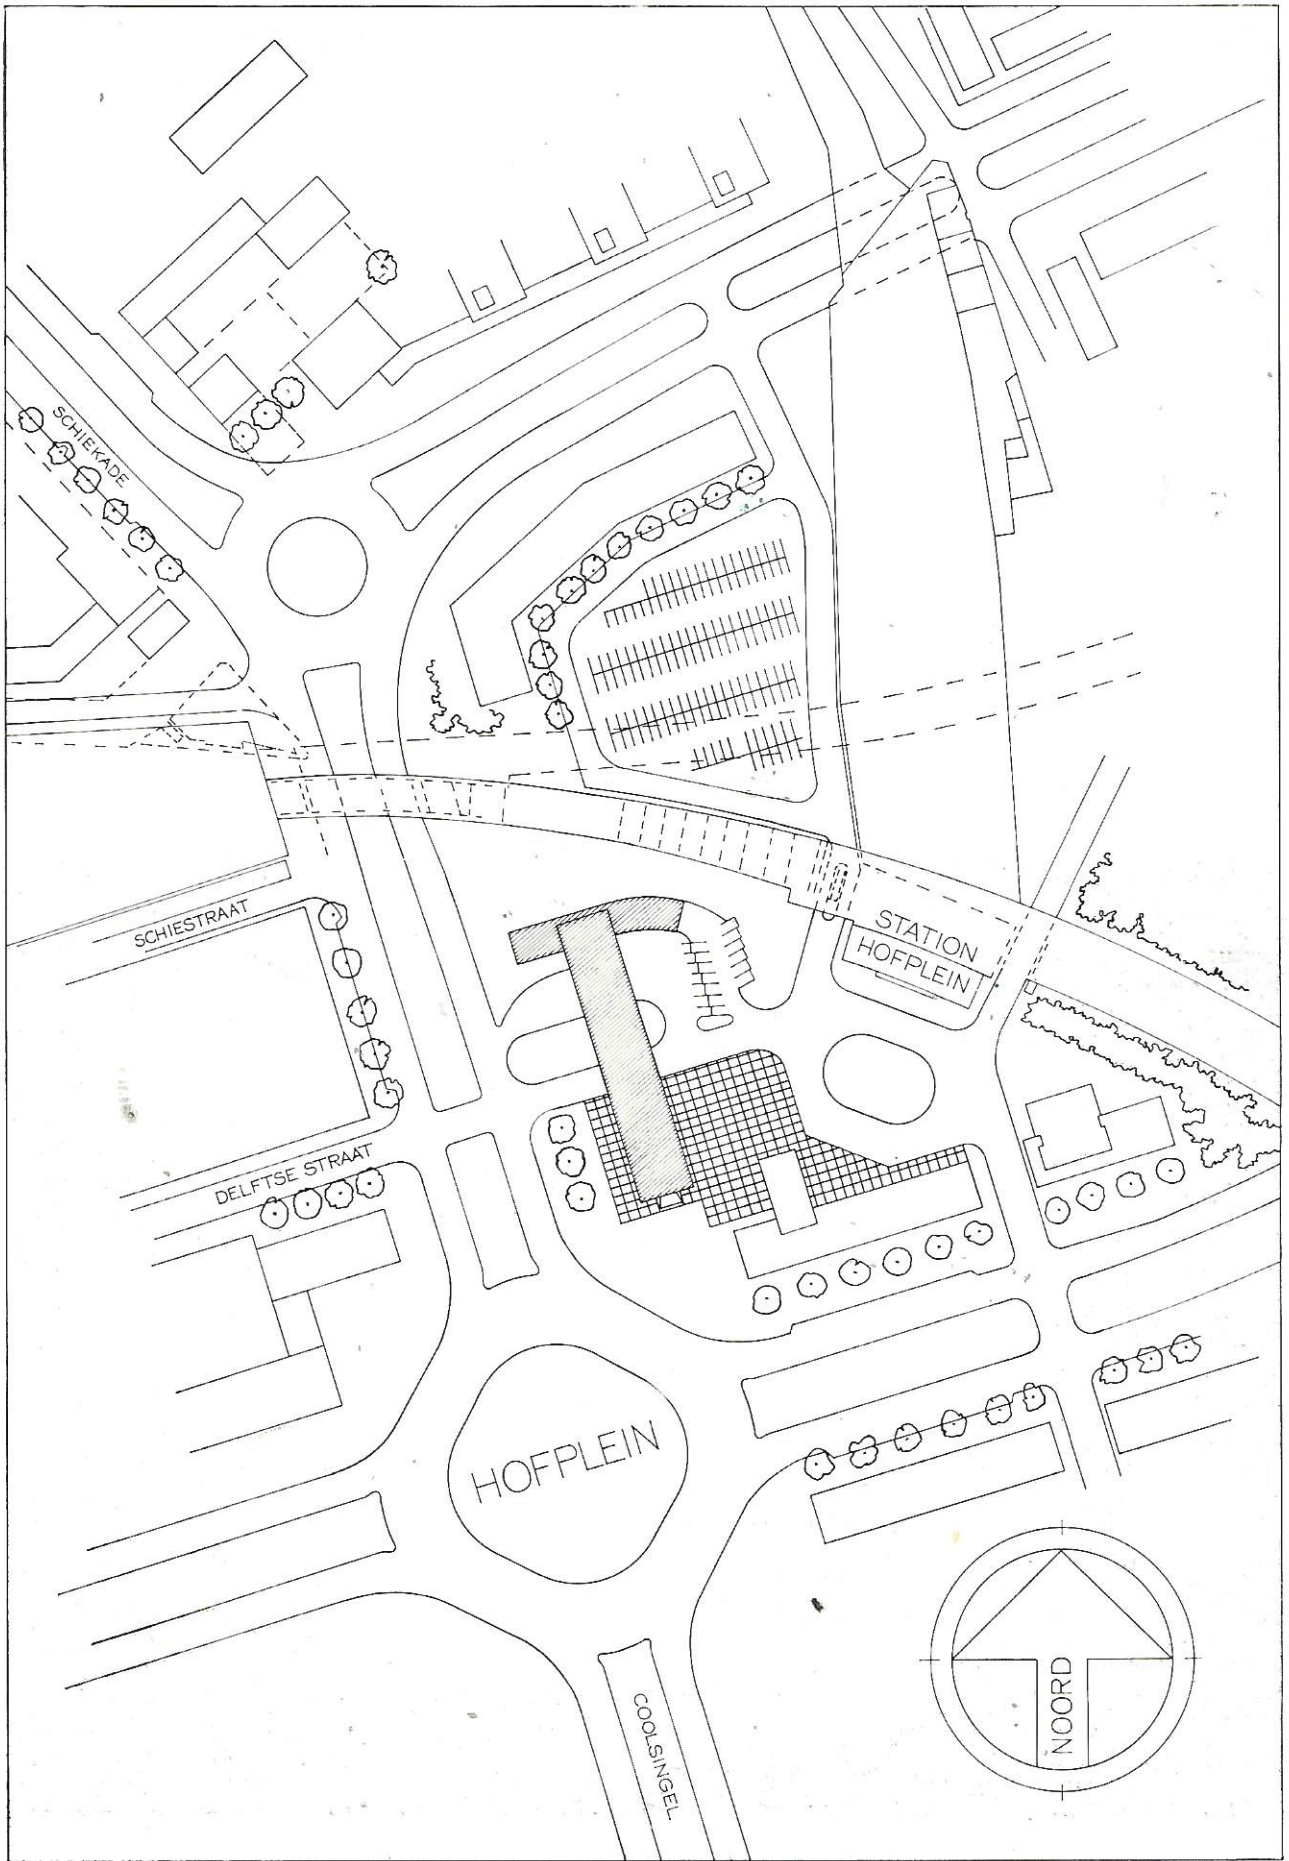 SCHIEKADE
SCHIESTRAAT
STATION
HOFPLEIN
DELFTSE STRAAT
HOFPLEIN
COOLSINGEL
NOORD